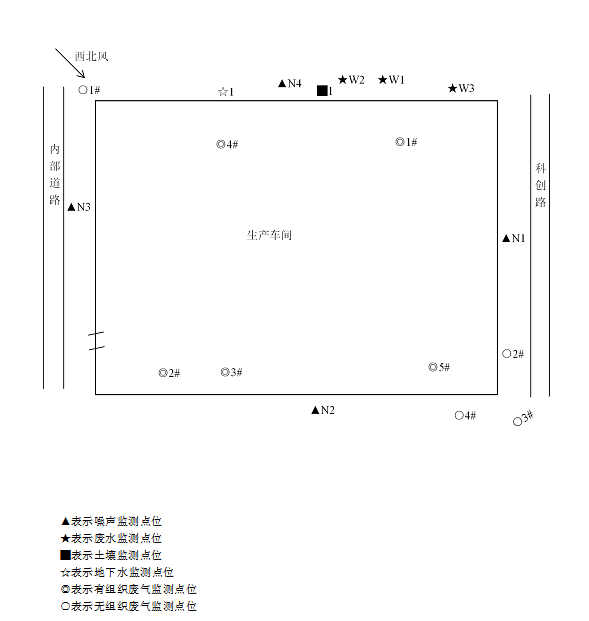 西北风
○1#
☆1
▲N4
■1
★W2
★W1
★W3
内部道路
◎4#
◎1#
科创路
▲N3
生产车间
▲N1
○2#
◎2#
◎3#
◎5#
▲N2
○4#
○3#
▲表示噪声监测点位
★表示废水监测点位
■表示土壤监测点位
☆表示地下水监测点位
◎表示有组织废气监测点位
○表示无组织废气监测点位